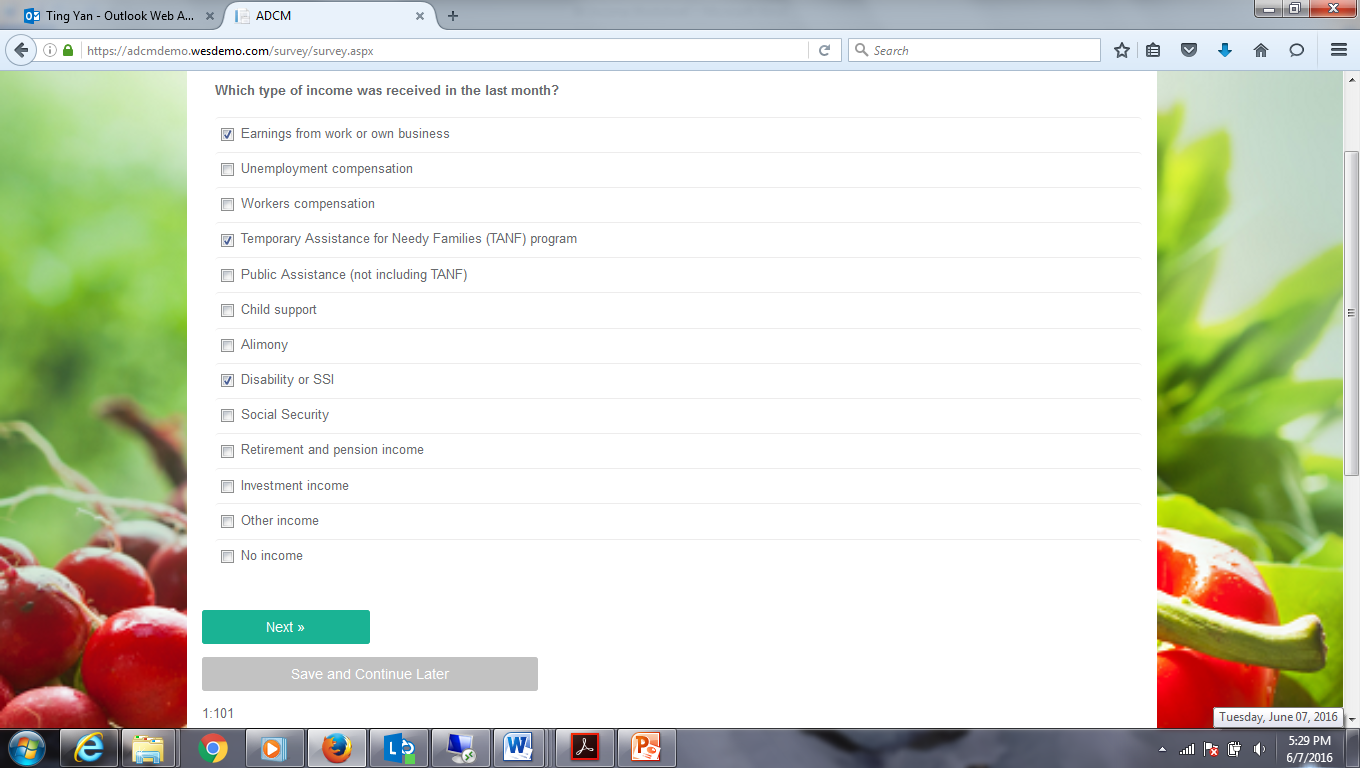 Ting Yan - Outlook Web A...
ADCM
https://adcmdemo.wesdemo.com/survey/survey.aspx
Search
Which type of income was received in the last month?
Earnings from work or own business
Unemployment compensation
Workers compensation
Temporary Assistance for Needy Families (TANF) program
Public Assistance (not including TANF)
Child support
Alimony
Disability or SSI
Social Security
Retirement and pension income
Investment income
Other income
No income
Next »
Save and Continue Later
1:101
Tuesday, June 07, 2016
5:29 PM
6/7/2016